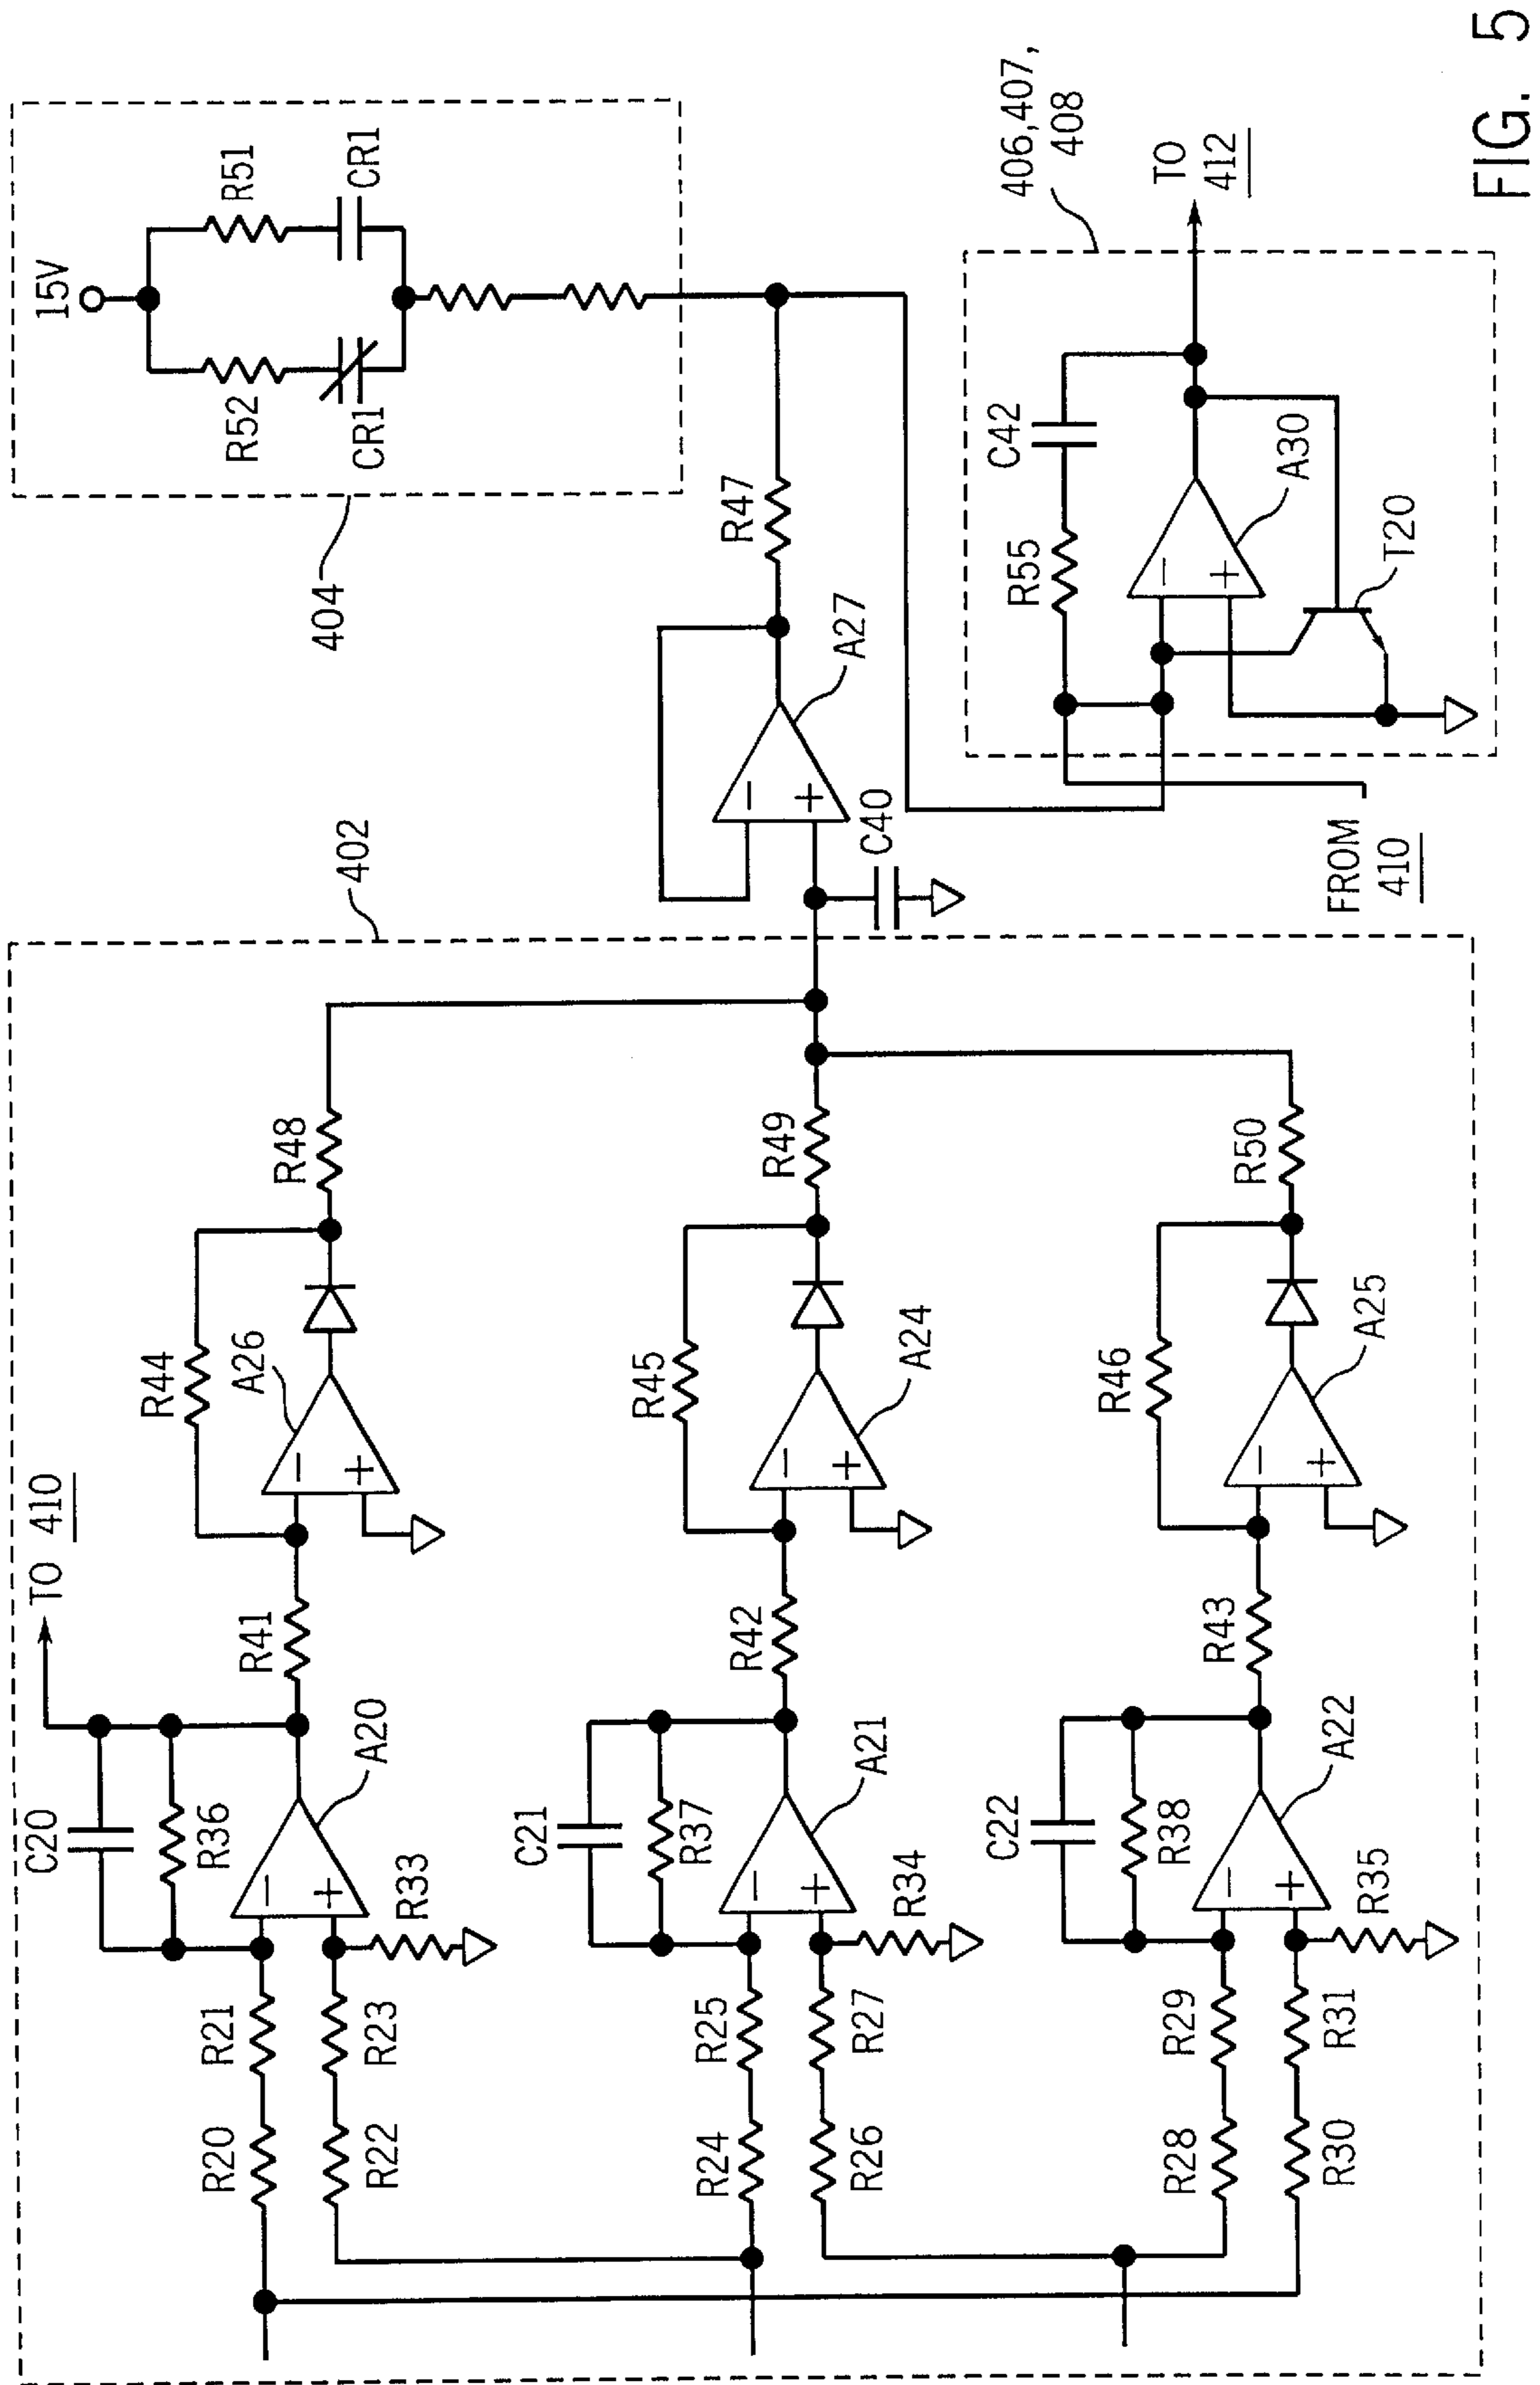 15V
R51
CR1
R52
CR1
404
406,407,
408
TO
412
C42
R55
A30
T20
R47
A27
C40
FROM
410
402
TO 410
C20
R36
A20
R20
R21
R22
R23
R33
R41
R44
A26
R48
C21
R37
A21
R24
R25
R26
R27
R34
R42
R45
A24
R49
C22
R38
A22
R28
R29
R30
R31
R35
R43
R46
A25
R50
−
+
−
+
−
+
−
+
−
+
−
+
−
+
−
+
FIG. 5